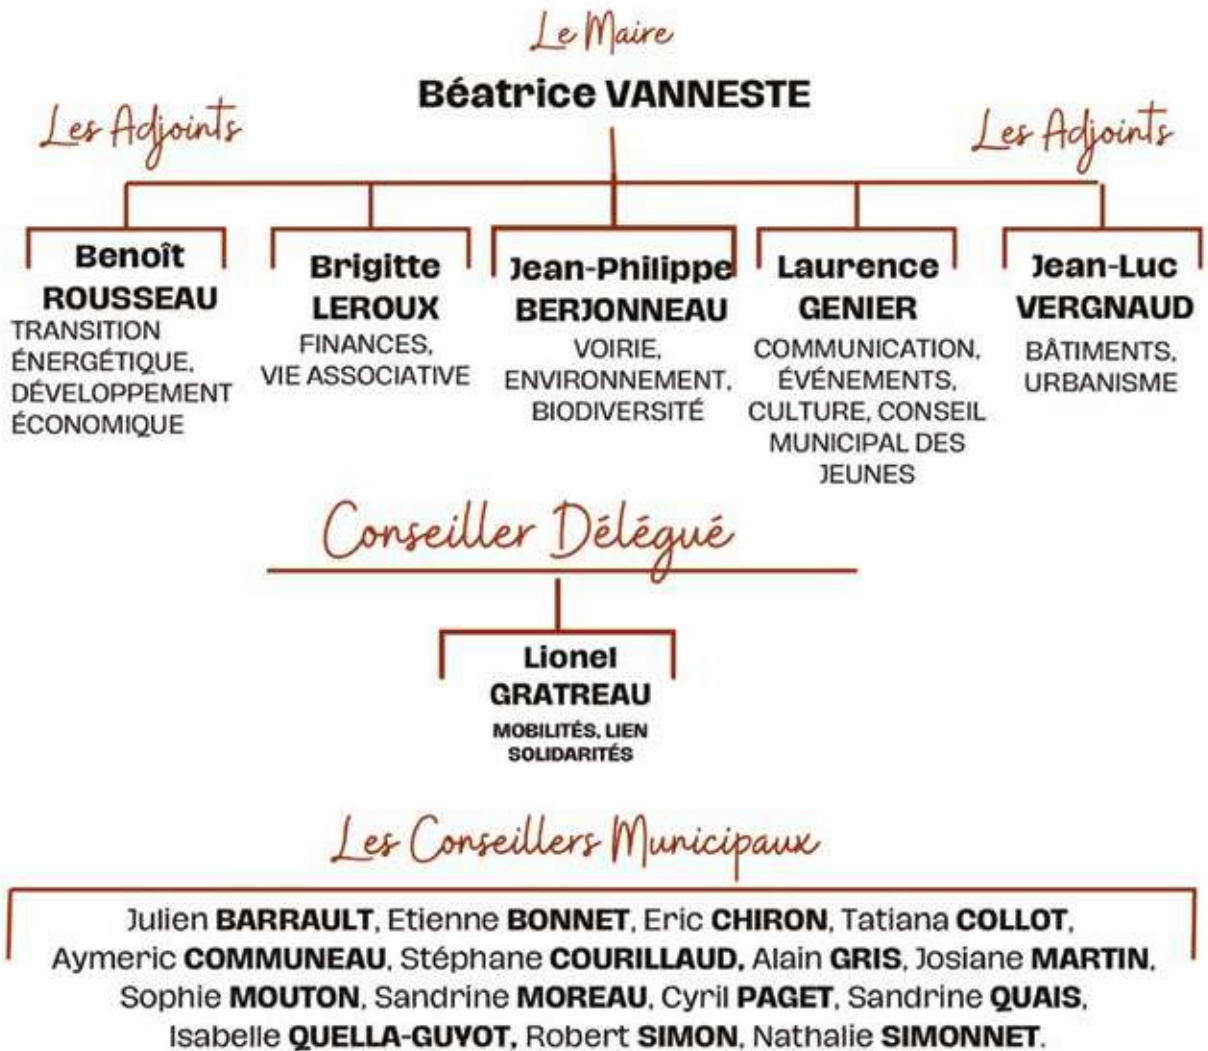 Le Maire
Béatrice VANNESTE
Les Adjoints
Les Adjoints
Benoît
ROUSSEAU
TRANSITION
ÉNERGÉTIQUE,
DÉVELOPPEMENT
ÉCONOMIQUE
Brigitte
LEROUX
FINANCES,
VIE ASSOCIATIVE
Jean-Philippe
BERJONNEAU
VOIRIE,
ENVIRONNEMENT,
BIODIVERSITÉ
Laurence
GENIER
COMMUNICATION,
ÉVÉNEMENTS,
CULTURE, CONSEIL
MUNICIPAL DES
JEUNES
Jean-Luc
VERGNAUD
BÂTIMENTS,
URBANISME
Conseiller Délégué
Lionel
GRATREAU
MOBILITÉS, LIEN
SOLIDARITÉS
Les Conseillers Municipaux
Julien BARRAULT, Etienne BONNET, Eric CHIRON, Tatiana COLLOT,
Aymeric COMMUNEAU, Stéphane COURILLAUD, Alain GRIS, Josiane MARTIN,
Sophie MOUTON, Sandrine MOREAU, Cyril PAGET, Sandrine QUAIS,
Isabelle QUELLA-GUYOT, Robert SIMON, Nathalie SIMONNET.